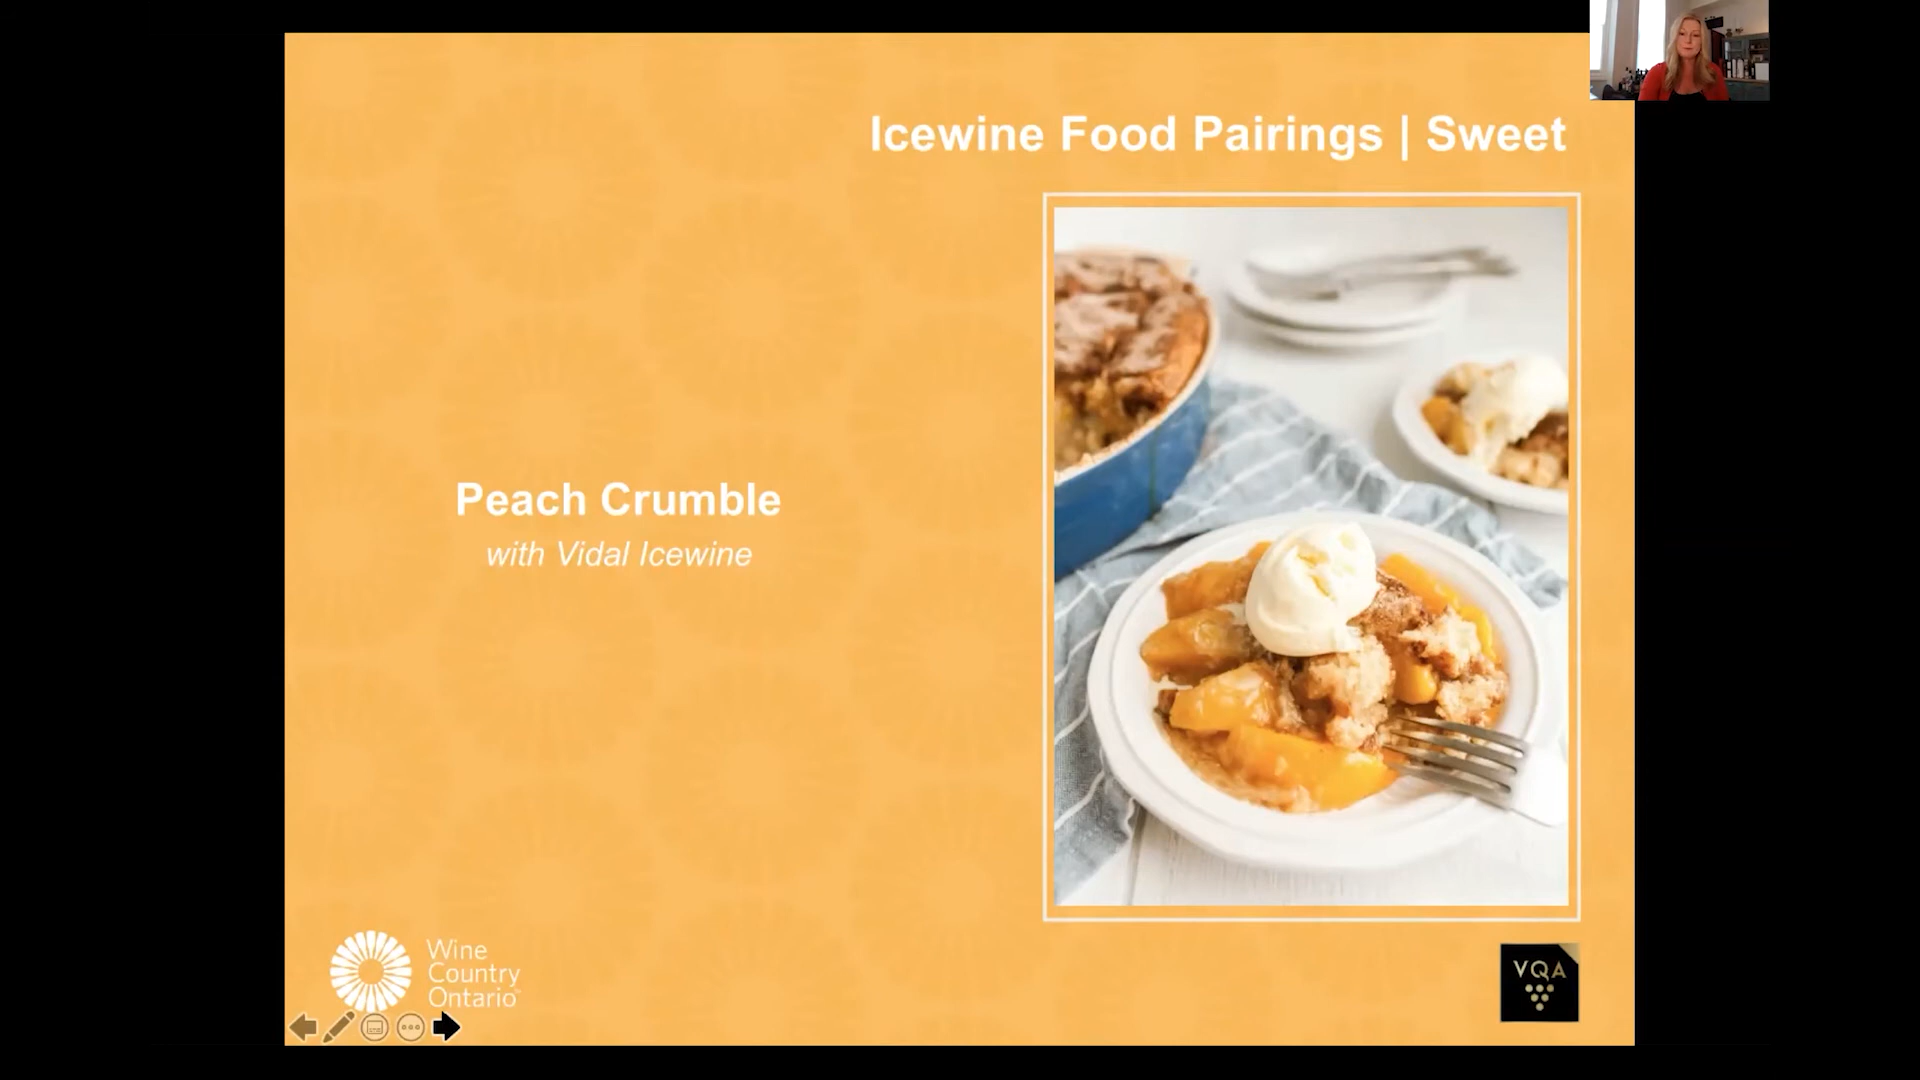 Icewine Food Pairings | Sweet
Peach Crumble
with Vidal Icewine
Wine
Country
Ontario
VQA